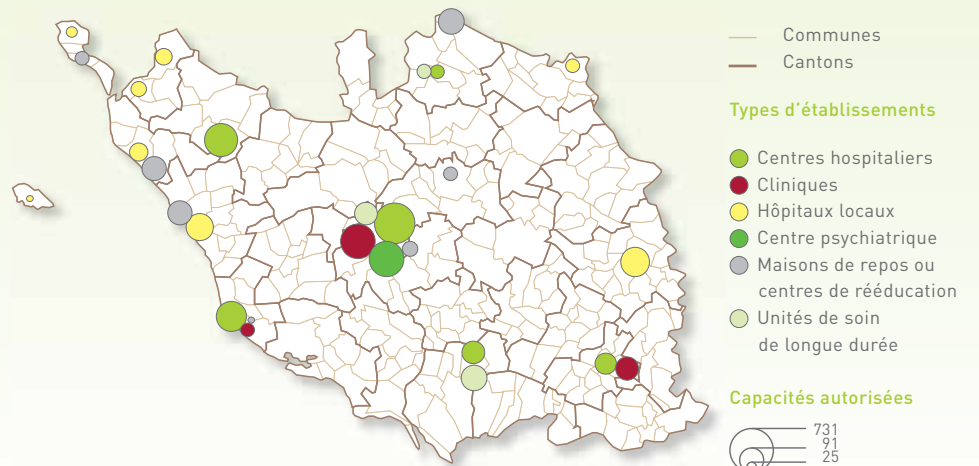 Communes
Cantons
Types d'établissements
Centres hospitaliers
Cliniques
Hôpitaux locaux
Centre psychiatrique
Maisons de repos ou
centres de rééducation
Unités de soin
de longue durée
Capacités autorisées
731
91
25